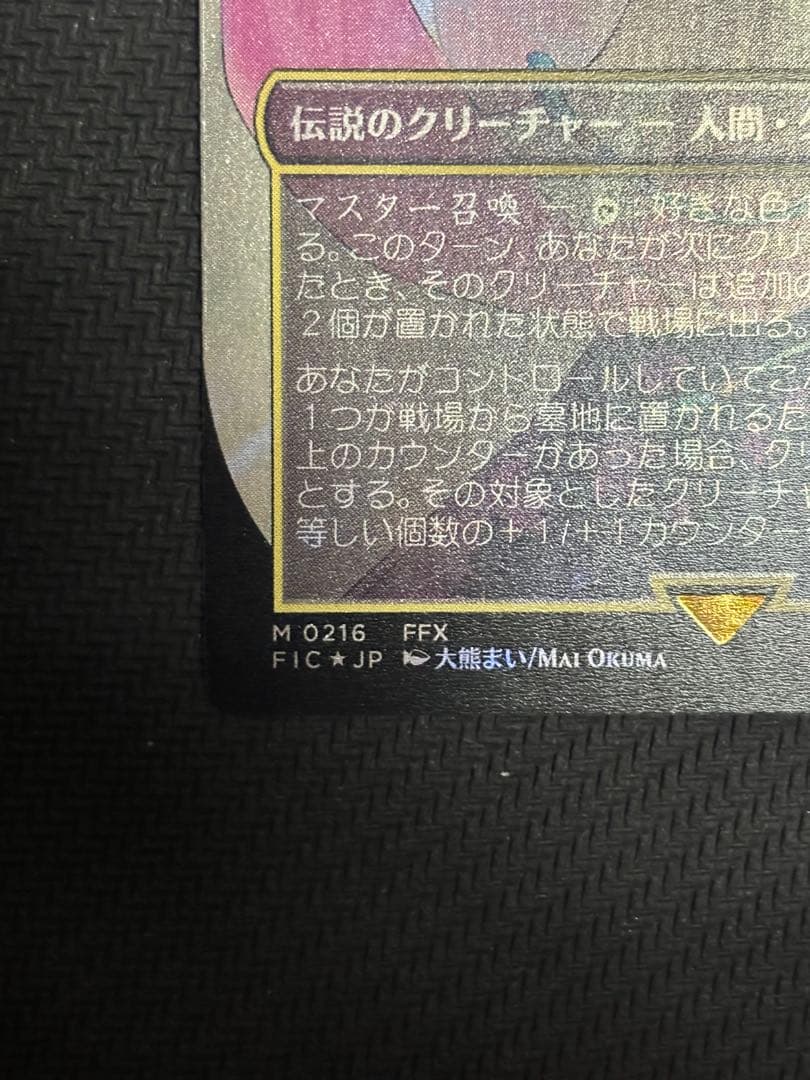 伝説のクリーチャー — 人間・
マスター召喚 — :好きな色
る。このターン、あなたが次にクリ
たとき、そのクリーチャーは追加の
2個が置かれた状態で戦場に出る。
あなたがコントロールしていてこ
1つが戦場から墓地に置かれるた
上のカウンターがあった場合、ク
とする。その対象としたクリーチ
等しい個数の+1/+1カウンター
M 0216 FFX
FIC★JP 大熊まい/MAI OKUMA